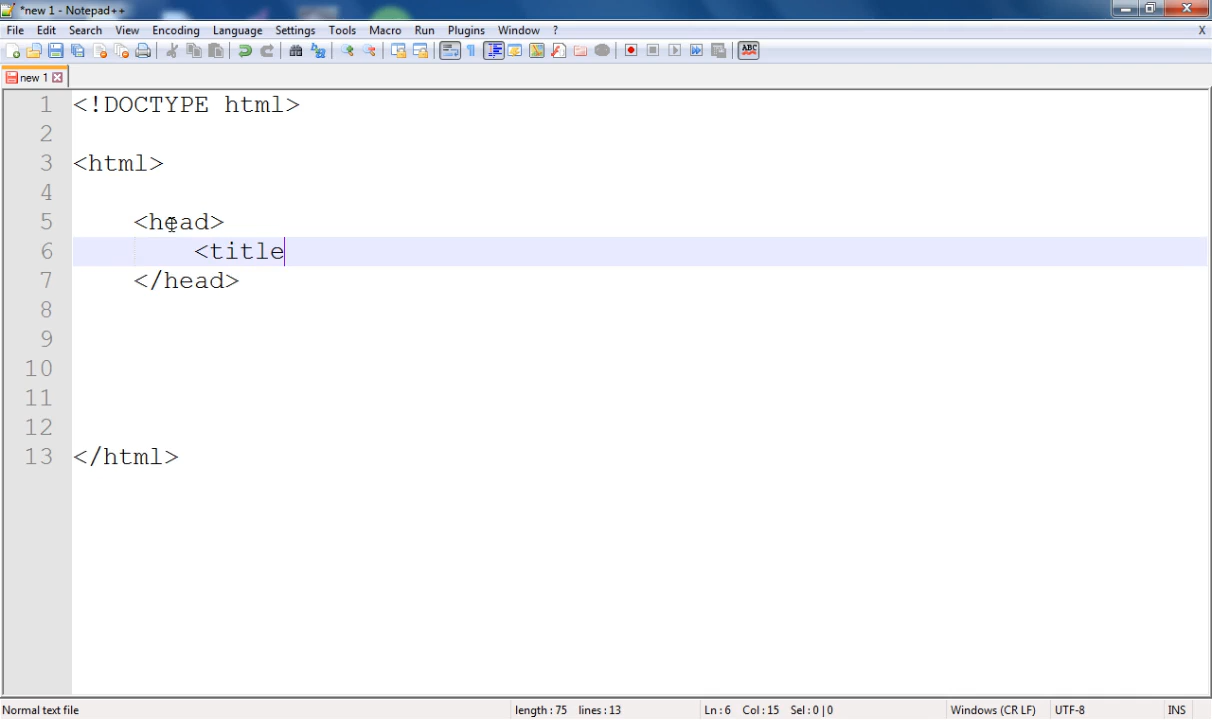 *new 1 - Notepad++
File Edit Search View Encoding Language Settings Tools Macro Run Plugins Window ? X
ABC
new 1
1 <!DOCTYPE html>
2
3 <html>
4
5 <head>
6 <title
7 </head>
8
9
10
11
12
13 </html>
Normal text file length : 75 lines : 13 Ln : 6 Col : 15 Sel : 0 | 0 Windows (CR LF) UTF-8 INS